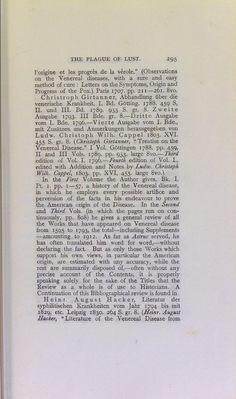 THE PLAGUE OF LUST. 295
l'origine et les progrès de la vérole." (Observations
on the Venereal diseases, with a sure and easy
method of cure : Letters on the Symptoms, Origin and
Progress of the Pox.) Paris 1797. pp. 211—261. 8vo.
Christoph Girtanner, Abhandlung über die
venerische Krankheit. I. Bd. Götting. 1788. 459 S.
II. und III. Bd. 1789. 933 S. gr. 8. Zweite
Ausgabe 1793. III Bde. gr. 8.—Dritte Ausgabe
vom I. Bde. 1796.—Vierte Ausgabe vom I. Bde.,
mit Zusätzen und Anmerkungen herausgegeben von
Ludw. Christoph Wilh. Cappel 1803. XVI.
455 S. gr. 8. (Christoph Girtanner, "Treatise on the
Venereal Disease." I Vol. Göttingen 1788. pp. 459,
II and III Vols. 1789, pp. 933. large 8vo.—Third
edition of Vol. I. 1796.—Fourth edition of Vol. I.,
edited with Addition and Notes by Ludw. Christoph
Wilh. Cappel, 1803. pp. XVI, 455. large 8vo.).
In the First Volume the Author gives, Bk. I.
Pt. 1. pp. 1—57, a history of the Venereal disease,
in which he employs every possible artifice and
perversion of the facts in his endeavour to prove
the American origin of the Disease. In the Second
and Third Vols. (in which the pages run on con-
tinuously, pp. 808) he gives a general review of all
the Works that have appeared on Venereal disease
from 1595 to 1793, the total—including Supplements
—amounting to 1912. As far as Astruc served, he
has often translated him word for word,—without
declaring the fact. But as only those Works which
support his own views, in particular the American
origin, are estimated with any accuracy, while the
rest are summarily disposed of,—often without any
precise account of the Contents, it is properly
speaking solely for the sake of the Titles that the
Review as a whole is of use to Historians. A
Continuation of this Bibliographical review is found in
Heinr August Hacker, Literatur der
syphilitischen Krankheiten vom Jahr 1794 bis mit
1829, etc. Leipzig 1830. 264 S. gr. 8. (Heinr. August
Hacker, "Literature of the Venereal Disease from